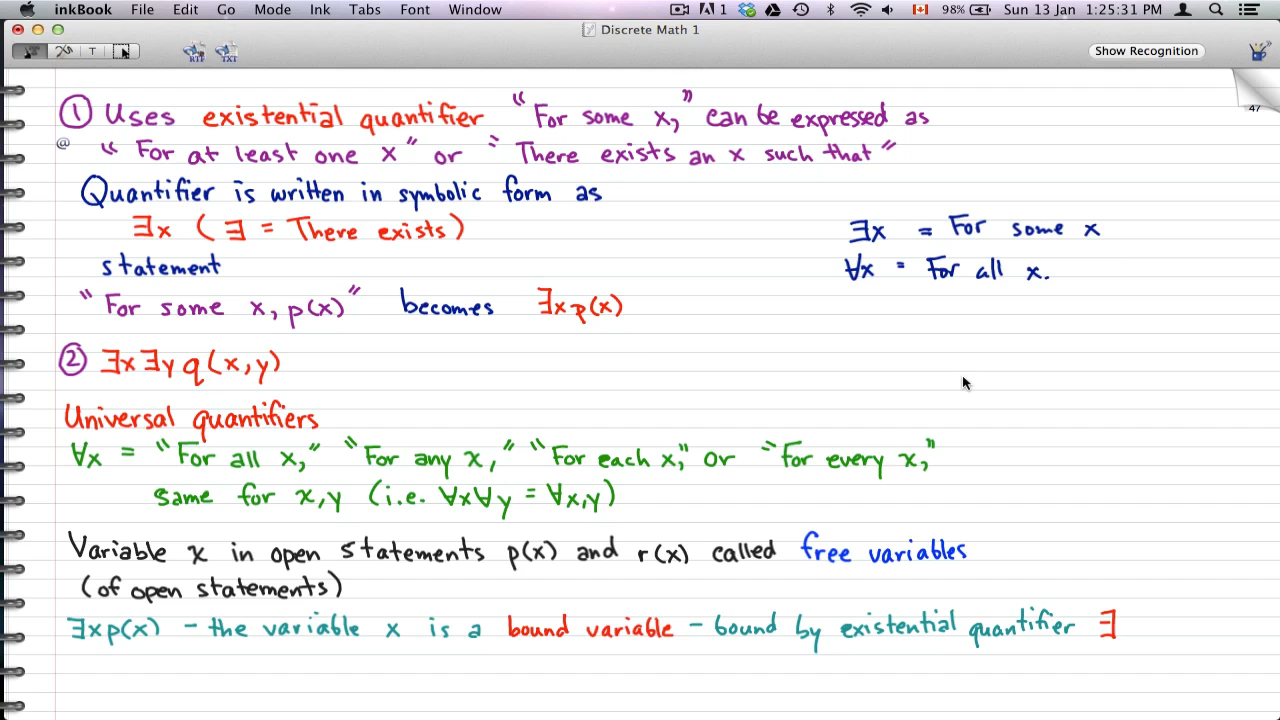 inkBook File Edit Go Mode Ink Tabs Font Window 1 98% Sun 13 Jan 1:25:31 PM
Discrete Math 1
T RTF TXT Show Recognition
47
① Uses existential quantifier "For some x," can be expressed as
@
"For at least one x" or "There exists an x such that"
Quantifier is written in symbolic form as
∃x (∃ = There exists)
∃x = For some x
statement
∀x = For all x.
"For some x, p(x)" becomes ∃x p(x)
② ∃x ∃y q(x,y)
Universal quantifiers
∀x = "For all x," "For any x," "For each x," or "For every x,"
same for x,y (i.e. ∀x∀y = ∀x,y)
Variable x in open statements p(x) and r(x) called free variables
(of open statements)
∃x p(x) - the variable x is a bound variable - bound by existential quantifier ∃